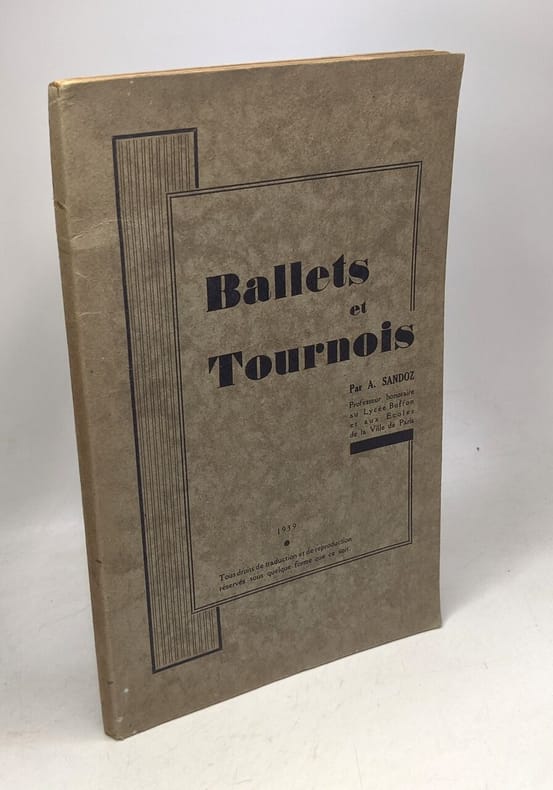 Ballets
et
Tournois
Par A. SANDOZ
Professeur honoraire
au Lycée Buffon
et aux Ecoles
de la Ville de Paris
1939
Tous droits de traduction et de reproduction
réservés sous quelque forme que ce soit.